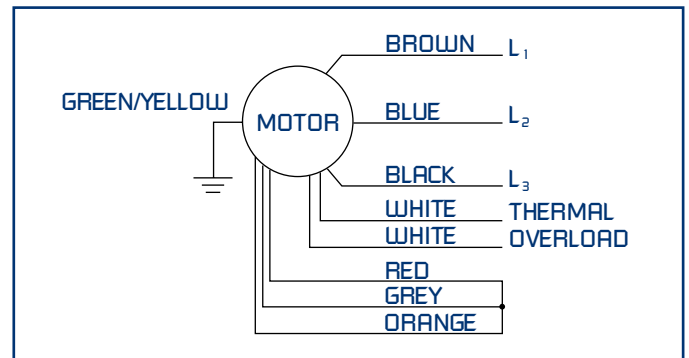 BROWN L1
GREEN/YELLOW
MOTOR
BLUE L2
BLACK L3
WHITE THERMAL
WHITE OVERLOAD
RED
GREY
ORANGE